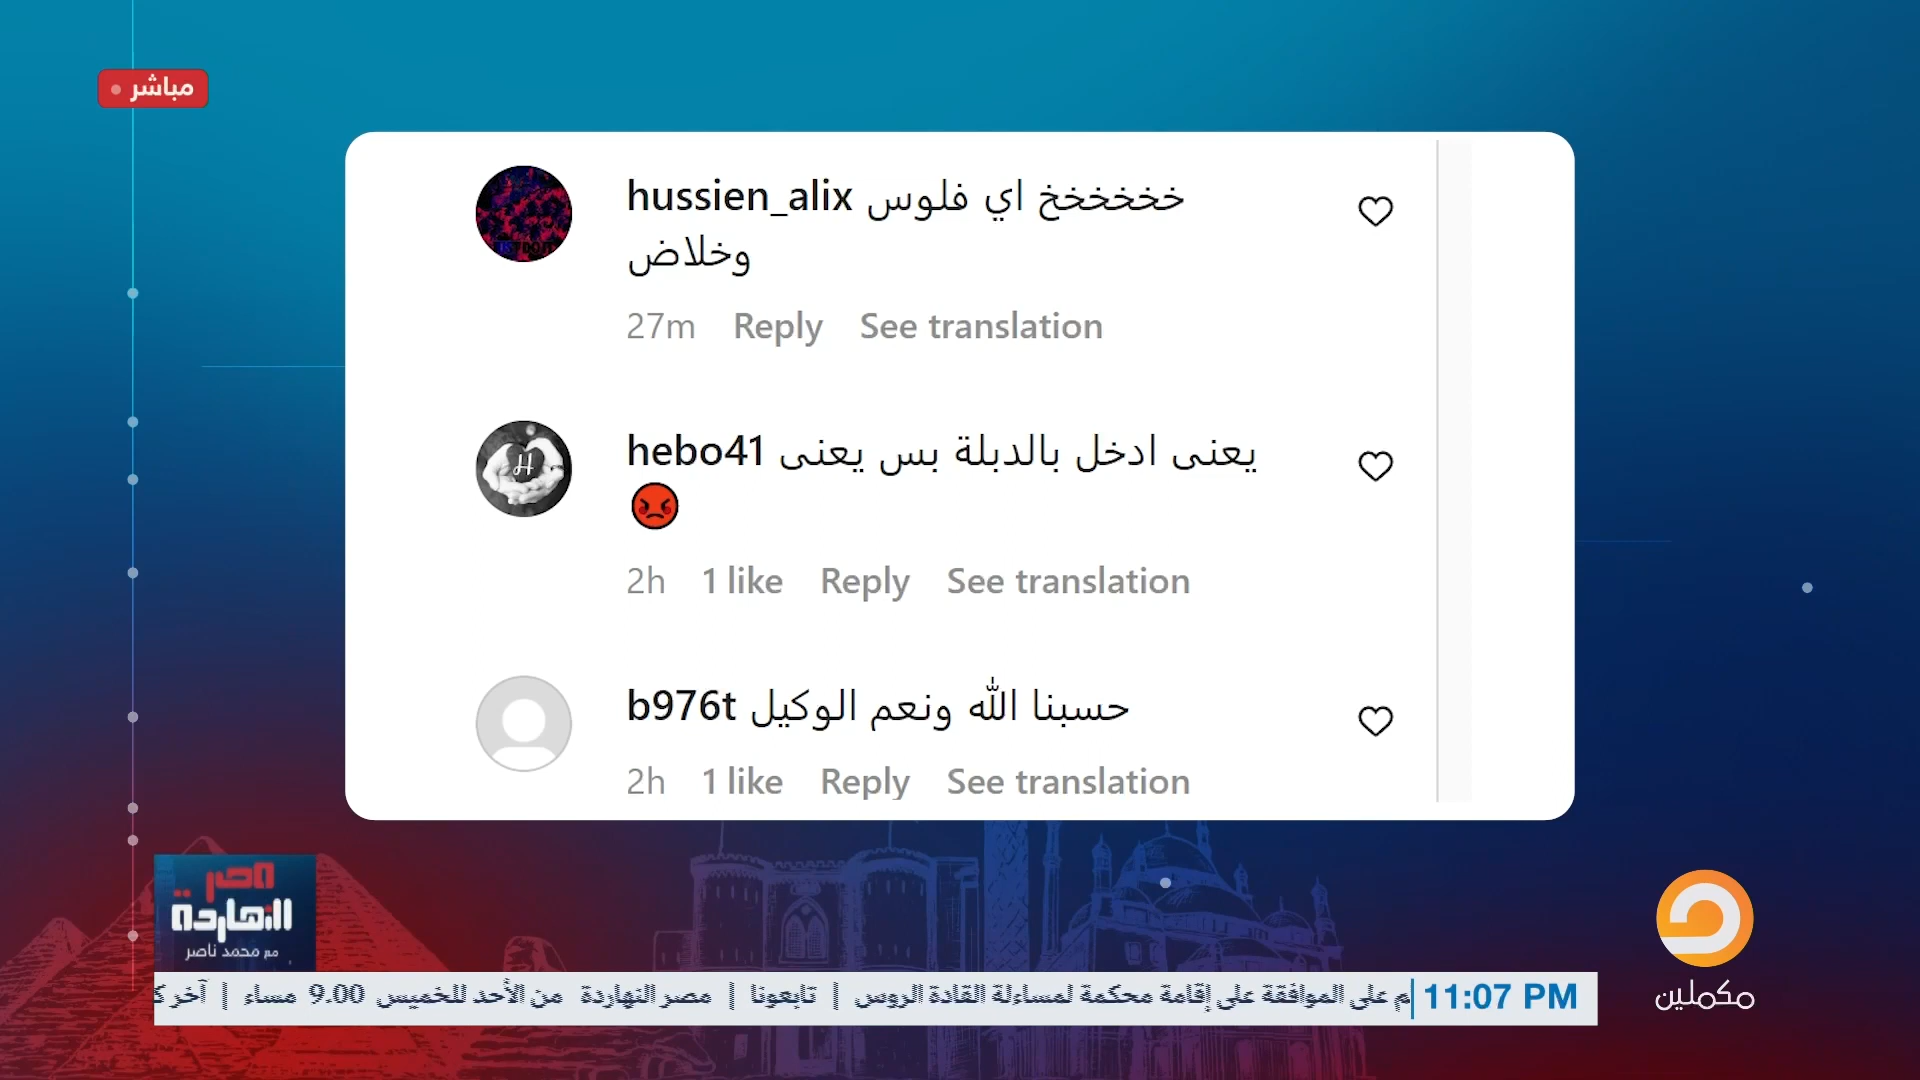 مباشر
hussien_alix خخخخخخ اي فلوس
وخلاض
27m Reply See translation
hebo41 يعنى ادخل بالدبلة بس يعنى
😡
2h 1 like Reply See translation
b976t حسبنا الله ونعم الوكيل
2h 1 like Reply See translation
مصر
النهاردة
مع محمد ناصر
م على الموافقة على إقامة محكمة لمساءلة القادة الروس | تابعونا | مصر النهاردة من الأحد للخميس 9.00 مساء | آخر
11:07 PM
مكملين